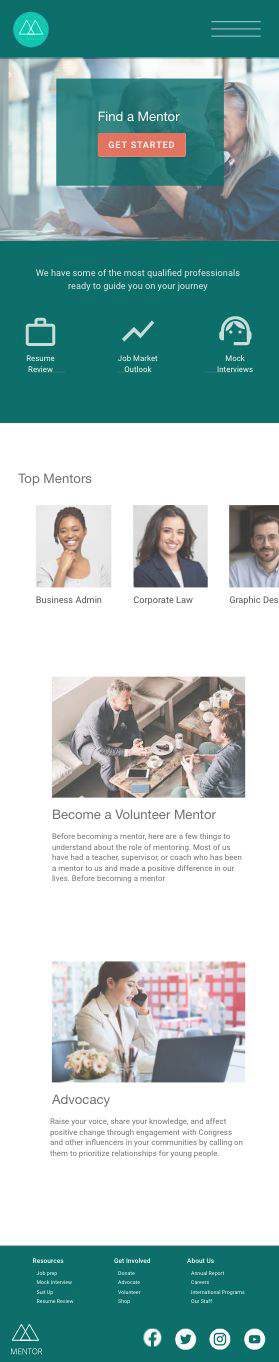 Find a Mentor
GET STARTED
We have some of the most qualified professionals
ready to guide you on your journey
Resume
Review
Job Market
Outlook
Mock
Interviews
Top Mentors
Business Admin
Corporate Law
Graphic Des
Become a Volunteer Mentor
Before becoming a mentor, here are a few things to
understand about the role of mentoring. Most of us
have had a teacher, supervisor, or coach who has been
a mentor to us and made a positive difference in our
lives. Before becoming a mentor
Advocacy
Raise your voice, share your knowledge, and affect
positive change through engagement with Congress
and other influencers in your communities by calling on
them to prioritize relationships for young people.
Resources
Job prep
Mock Interview
Suit Up
Resume Review
Get Involved
Donate
Advocate
Volunteer
Shop
About Us
Annual Report
Careers
International Programs
Our Staff
MENTOR